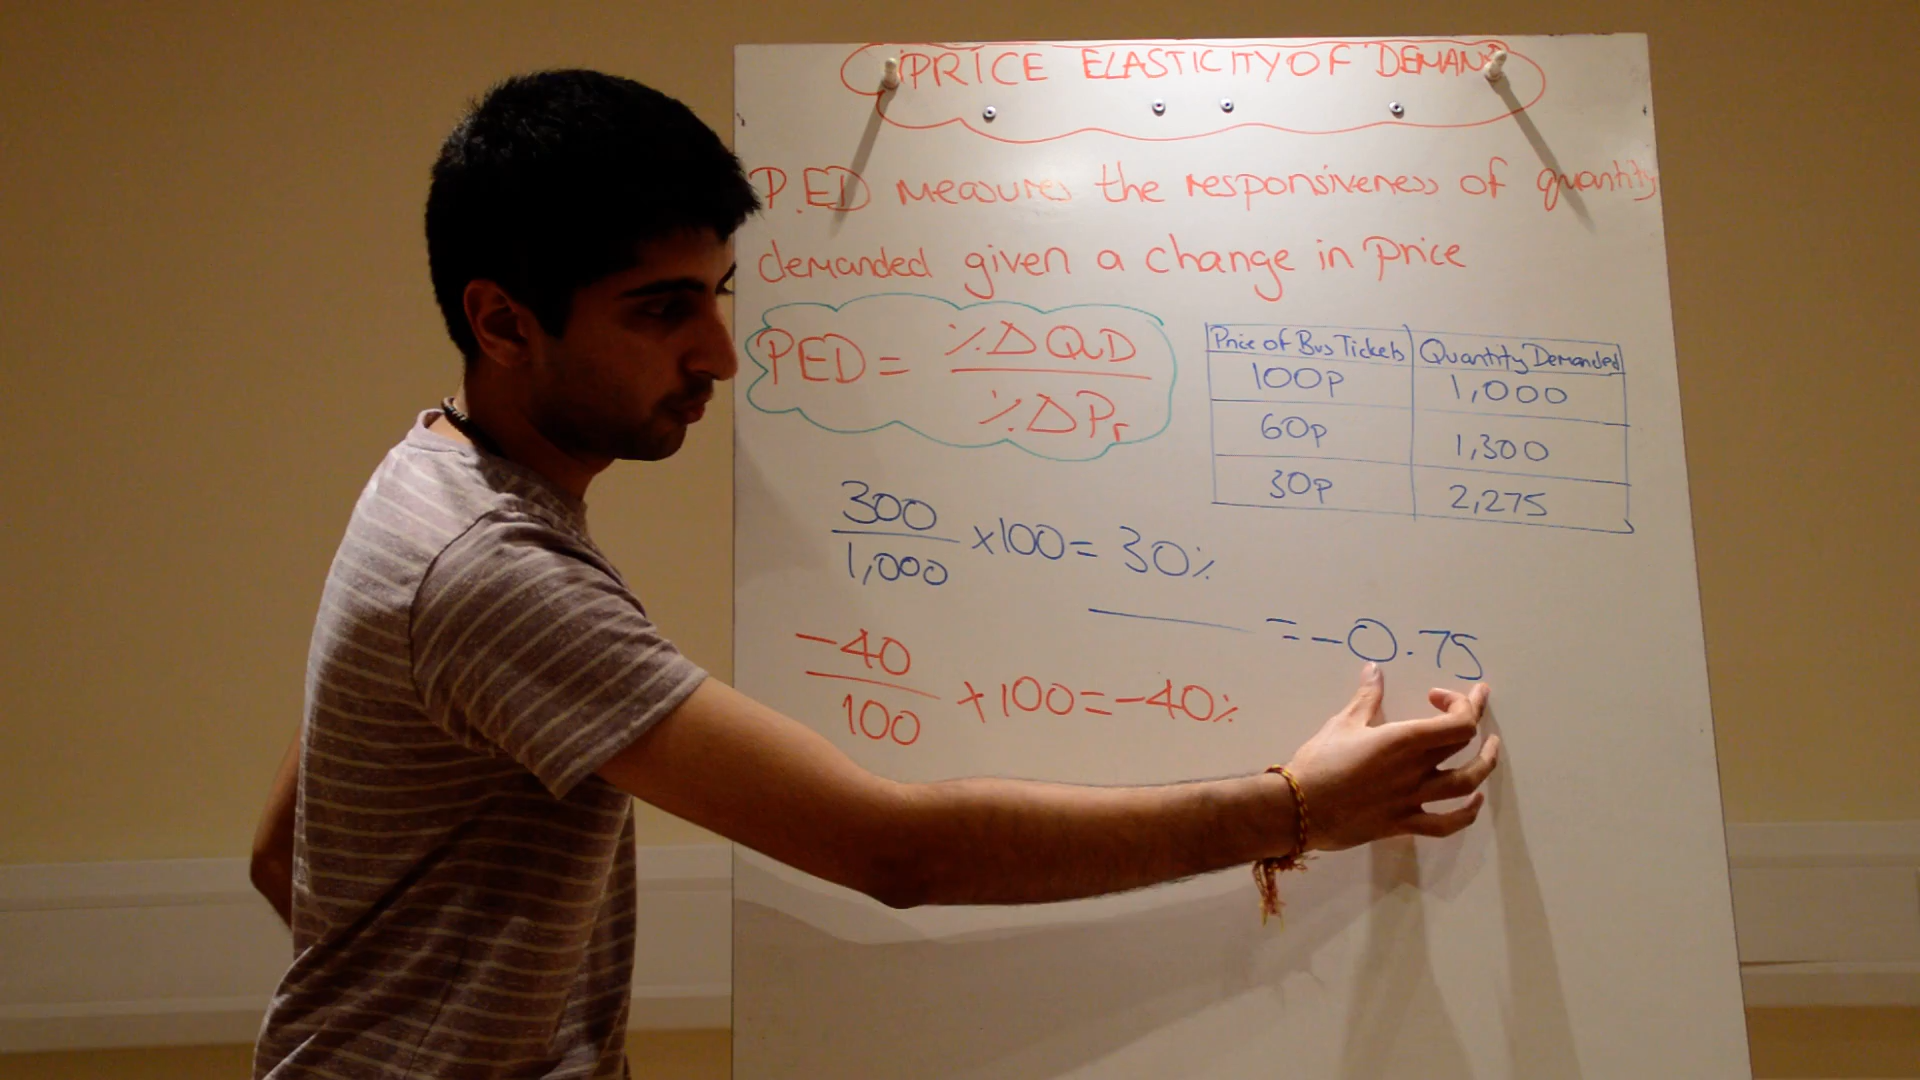 PRICE ELASTICITY OF DEMAND
P.ED measures the responsiveness of quantity
demanded given a change in price
PED = %ΔQD
%ΔPr
Price of Bus Tickets Quantity Demanded
100p 1,000
60p 1,300
30p 2,275
300
1,000
×100= 30%
= -0.75
-40
100
×100= -40%